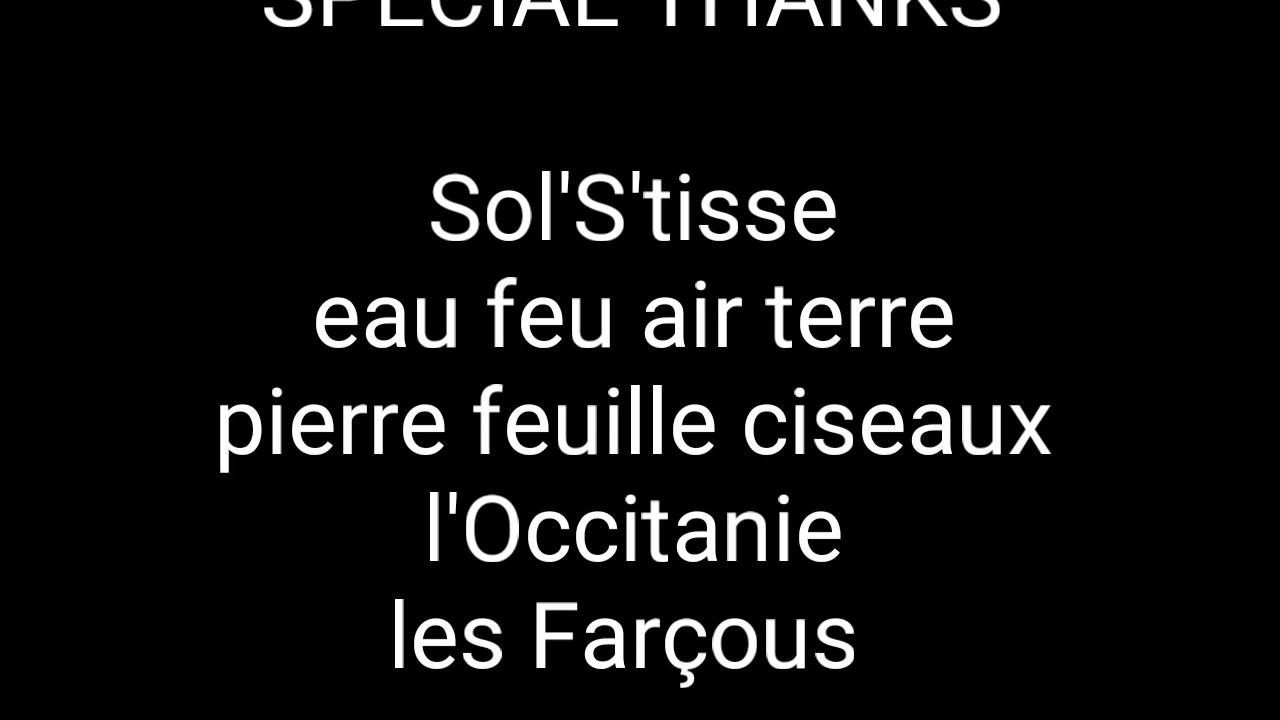 SPECIAL THANKS
Sol'S'tisse
eau feu air terre
pierre feuille ciseaux
l'Occitanie
les Farçous